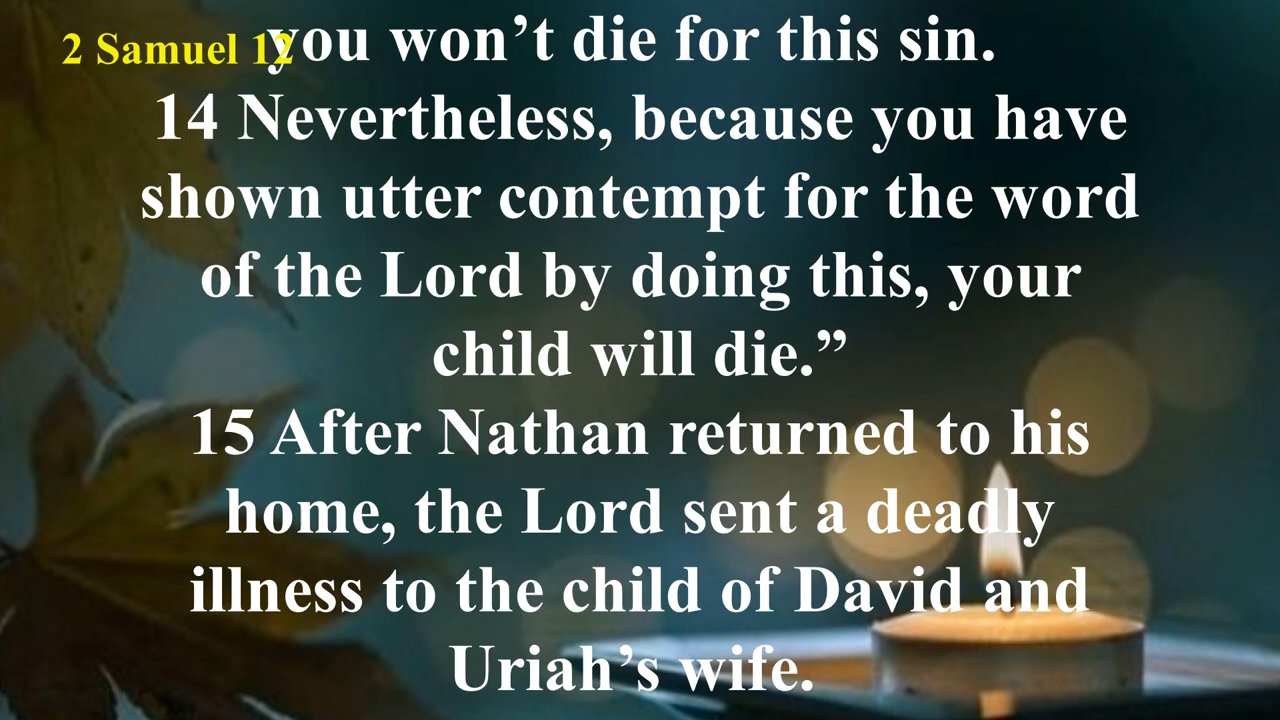 2 Samuel 12
you won’t die for this sin.
14 Nevertheless, because you have
shown utter contempt for the word
of the Lord by doing this, your
child will die.”
15 After Nathan returned to his
home, the Lord sent a deadly
illness to the child of David and
Uriah’s wife.